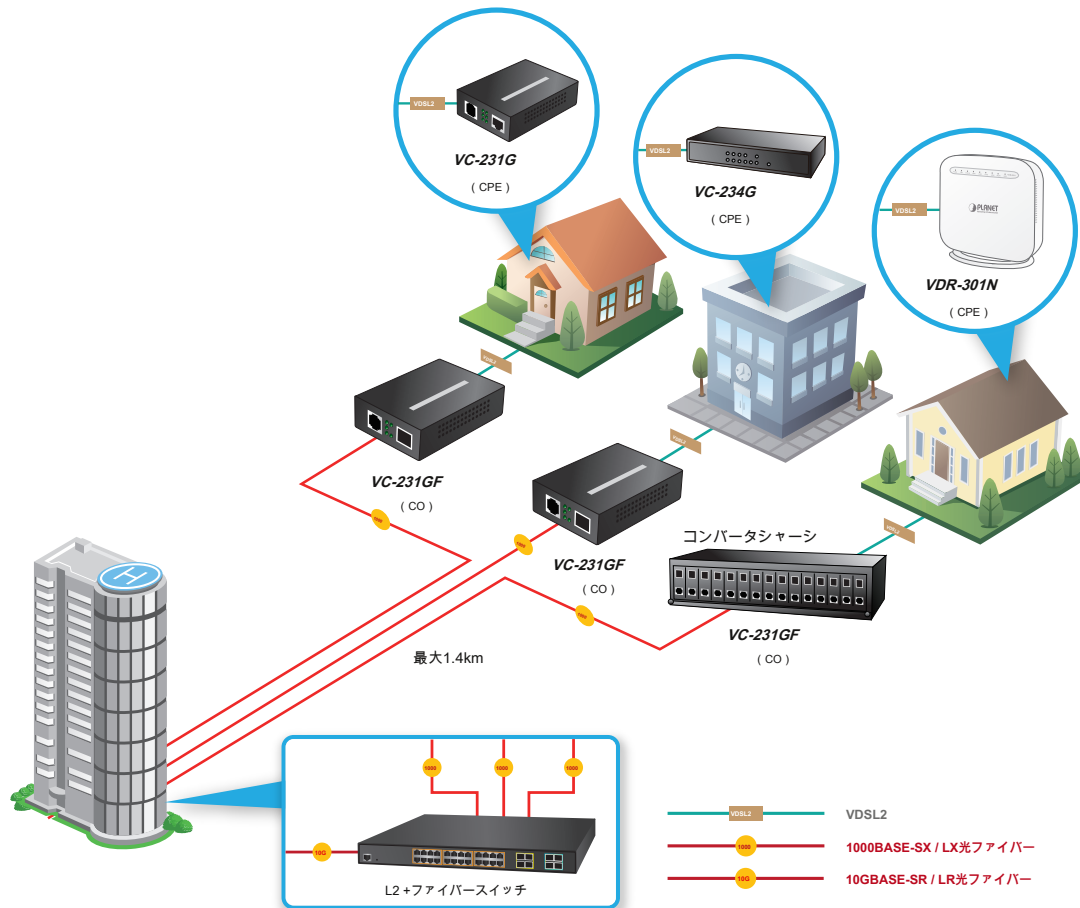 VDSL2
VC-231G
( CPE )
VDSL2
VC-234G
( CPE )
VDSL2
PLANET
VDR-301N
( CPE )
VDSL2
VC-231GF
( CO )
VDSL2
1000
VC-231GF
( CO )
1000
コンバータシャーシ
VDSL2
1000
VC-231GF
( CO )
最大1.4km
1000
1000
1000
10G
L2 +ファイバースイッチ
VDSL2
VDSL2
1000
1000BASE-SX / LX光ファイバー
10G
10GBASE-SR / LR光ファイバー